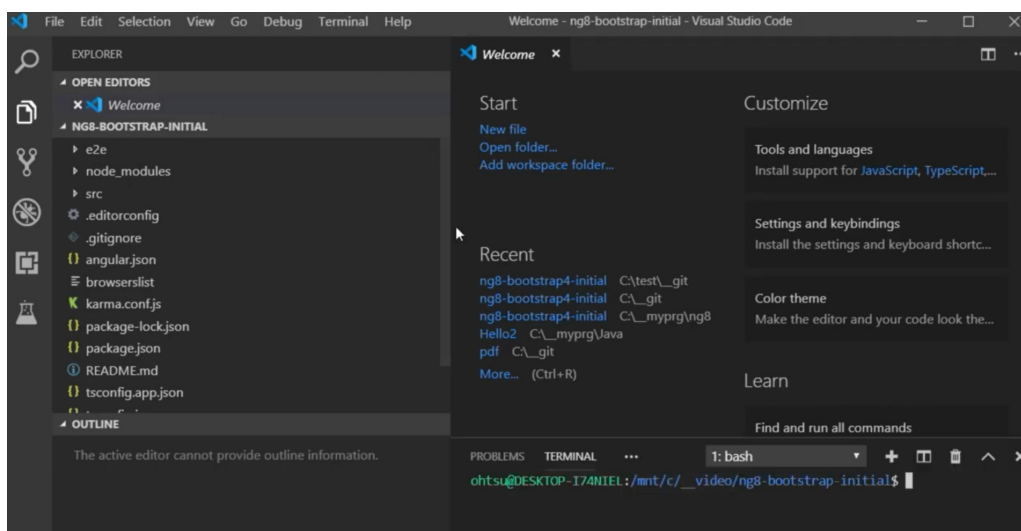 File Edit Selection View Go Debug Terminal Help Welcome - ng8-bootstrap-initial - Visual Studio Code
EXPLORER
OPEN EDITORS
Welcome
NG8-BOOTSTRAP-INITIAL
e2e
node_modules
src
.editorconfig
.gitignore
angular.json
browserslist
karma.conf.js
package-lock.json
package.json
README.md
tsconfig.app.json
OUTLINE
The active editor cannot provide outline information.
Welcome
Start
New file
Open folder...
Add workspace folder...
Recent
ng8-bootstrap4-initial C:\test\__git
ng8-bootstrap4-initial C:\__git
ng8-bootstrap4-initial C:\__myprg\ng8
Hello2 C:\__myprg\Java
pdf C:\__git
More... (Ctrl+R)
Customize
Tools and languages
Install support for JavaScript, TypeScript,...
Settings and keybindings
Install the settings and keyboard shortc...
Color theme
Make the editor and your code look the...
Learn
Find and run all commands
PROBLEMS TERMINAL ... 1: bash
ohtsu@DESKTOP-I74NIEL:/mnt/c/__video/ng8-bootstrap-initial$